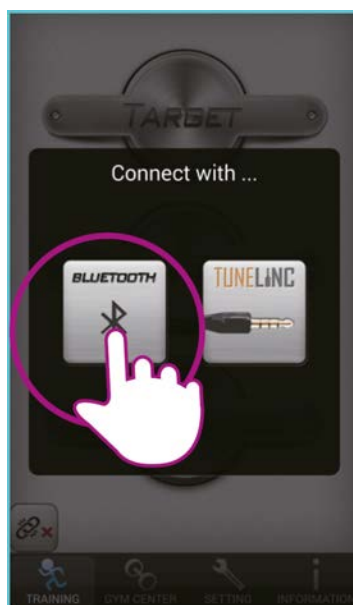 TARGET
Connect with ...
BLUETOOTH
TUNELINC
TRAINING
GYM CENTER
SETTING
INFORMATION